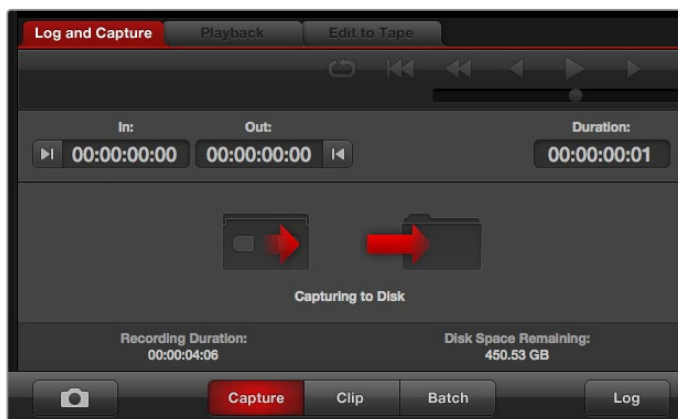 Log and Capture Playback Edit to Tape
In: Out: Duration:
00:00:00:00 00:00:00:00 00:00:00:01
Capturing to Disk
Recording Duration: Disk Space Remaining:
00:00:04:06 450.53 GB
Capture Clip Batch Log